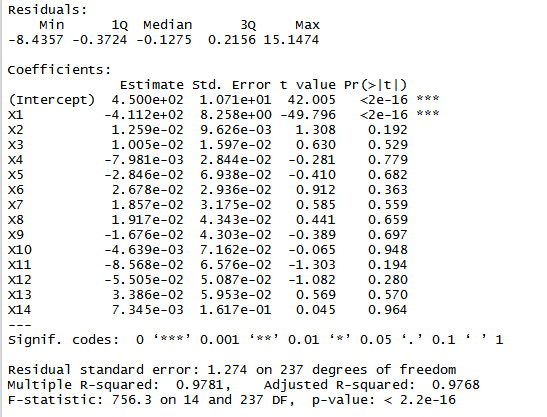 Residuals:
    Min      1Q  Median      3Q     Max
-8.4357 -0.3724 -0.1275  0.2156 15.1474
Coefficients:
              Estimate Std. Error t value Pr(>|t|)
(Intercept)  4.500e+02  1.071e+01  42.005   <2e-16 ***
X1          -4.112e+02  8.258e+00 -49.796   <2e-16 ***
X2           1.259e-02  9.626e-03   1.308    0.192
X3           1.005e-02  1.597e-02   0.630    0.529
X4          -7.981e-03  2.844e-02  -0.281    0.779
X5          -2.846e-02  6.938e-02  -0.410    0.682
X6           2.678e-02  2.936e-02   0.912    0.363
X7           1.857e-02  3.175e-02   0.585    0.559
X8           1.917e-02  4.343e-02   0.441    0.659
X9          -1.676e-02  4.303e-02  -0.389    0.697
X10         -4.639e-03  7.162e-02  -0.065    0.948
X11         -8.568e-02  6.576e-02  -1.303    0.194
X12         -5.505e-02  5.087e-02  -1.082    0.280
X13          3.386e-02  5.953e-02   0.569    0.570
X14          7.345e-03  1.617e-01   0.045    0.964
---
Signif. codes:  0 ‘***’ 0.001 ‘**’ 0.01 ‘*’ 0.05 ‘.’ 0.1 ‘ ’ 1
Residual standard error: 1.274 on 237 degrees of freedom
Multiple R-squared:  0.9781,    Adjusted R-squared:  0.9768
F-statistic: 756.3 on 14 and 237 DF,  p-value: < 2.2e-16